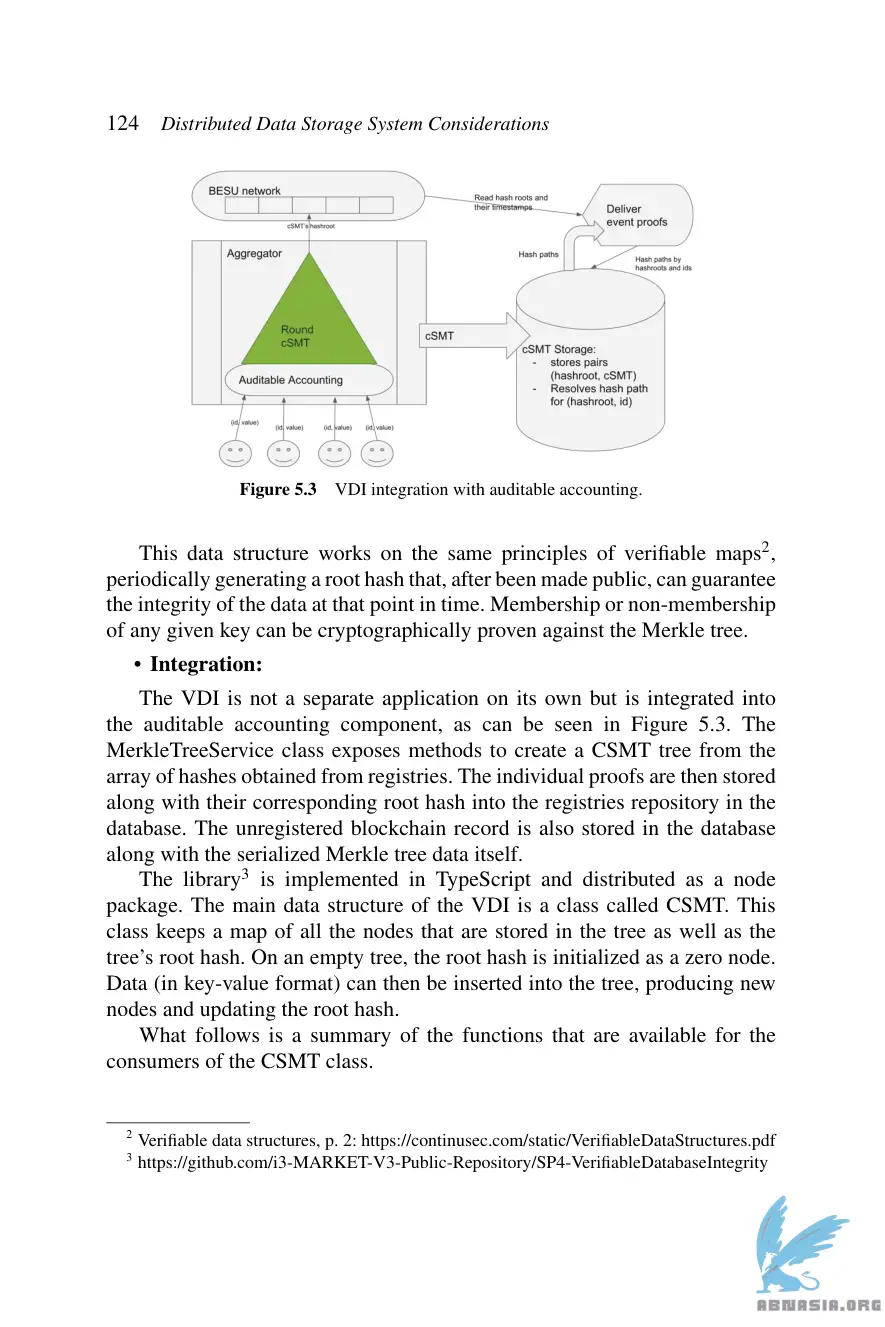 124 Distributed Data Storage System Considerations
BESU network
Read hash roots and
their timestamps
Deliver
event proofs
cSMT's hashroot
Aggregator
Hash paths
Hash paths by
hashroots and ids
Round
cSMT
cSMT
cSMT Storage:
- stores pairs
(hashroot, cSMT)
- Resolves hash path
for (hashroot, id)
Auditable Accounting
(id, value)
(id, value)
(id, value)
(id, value)
Figure 5.3 VDI integration with auditable accounting.
This data structure works on the same principles of verifiable maps2,
periodically generating a root hash that, after been made public, can guarantee
the integrity of the data at that point in time. Membership or non-membership
of any given key can be cryptographically proven against the Merkle tree.
• Integration:
The VDI is not a separate application on its own but is integrated into
the auditable accounting component, as can be seen in Figure 5.3. The
MerkleTreeService class exposes methods to create a CSMT tree from the
array of hashes obtained from registries. The individual proofs are then stored
along with their corresponding root hash into the registries repository in the
database. The unregistered blockchain record is also stored in the database
along with the serialized Merkle tree data itself.
The library3 is implemented in TypeScript and distributed as a node
package. The main data structure of the VDI is a class called CSMT. This
class keeps a map of all the nodes that are stored in the tree as well as the
tree's root hash. On an empty tree, the root hash is initialized as a zero node.
Data (in key-value format) can then be inserted into the tree, producing new
nodes and updating the root hash.
What follows is a summary of the functions that are available for the
consumers of the CSMT class.
2 Verifiable data structures, p. 2: https://continusec.com/static/VerifiableDataStructures.pdf
3 https://github.com/i3-MARKET-V3-Public-Repository/SP4-VerifiableDatabaseIntegrity
ABNASIA.ORG